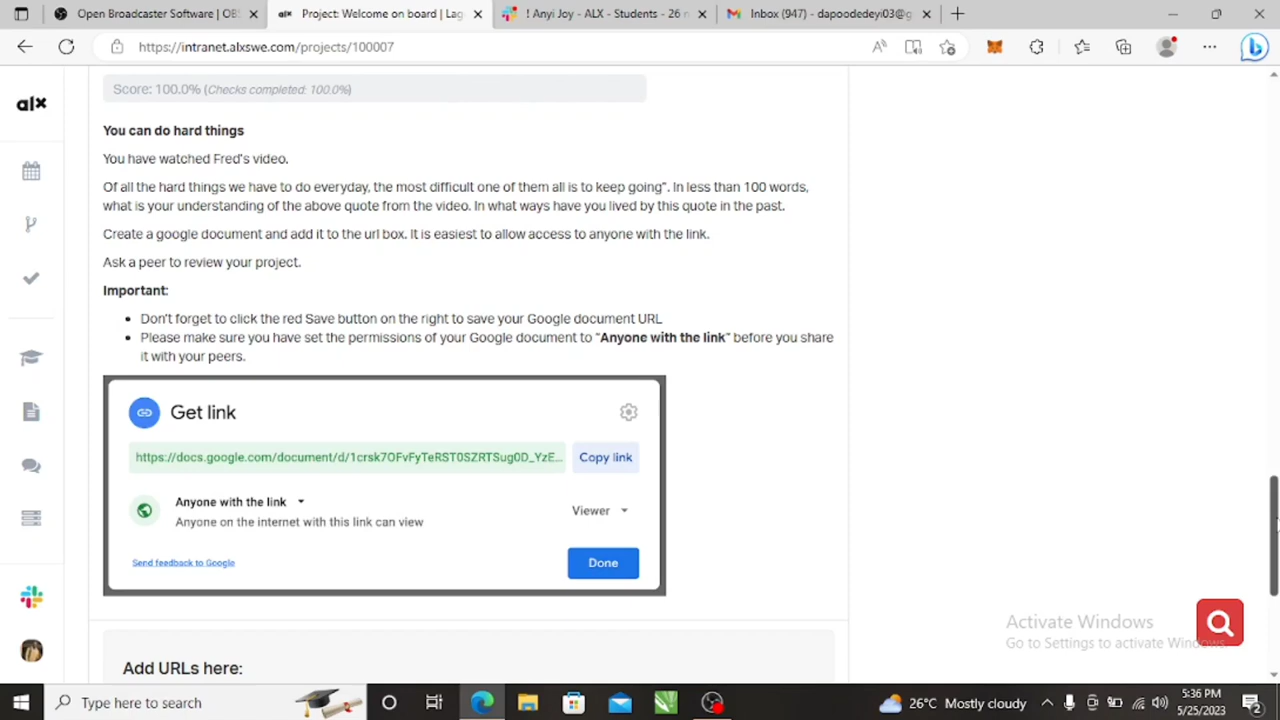 Open Broadcaster Software | OBS
Project: Welcome on board | Lag
! Anyi Joy - ALX - Students - 26 n
Inbox (947) - dapoodedeyi03@g
https://intranet.alxswe.com/projects/100007
alx
Score: 100.0% (Checks completed: 100.0%)
You can do hard things
You have watched Fred's video.
Of all the hard things we have to do everyday, the most difficult one of them all is to keep going". In less than 100 words,
what is your understanding of the above quote from the video. In what ways have you lived by this quote in the past.
Create a google document and add it to the url box. It is easiest to allow access to anyone with the link.
Ask a peer to review your project.
Important:
Don't forget to click the red Save button on the right to save your Google document URL
Please make sure you have set the permissions of your Google document to "Anyone with the link" before you share
it with your peers.
Get link
https://docs.google.com/document/d/1crsk7OFvFyTeRST0SZRTSug0D_YzE...
Copy link
Anyone with the link
Anyone on the internet with this link can view
Viewer
Send feedback to Google
Done
Activate Windows
Go to Settings to activate Windows.
Add URLs here:
Type here to search
26°C Mostly cloudy
5:36 PM
5/25/2023
2